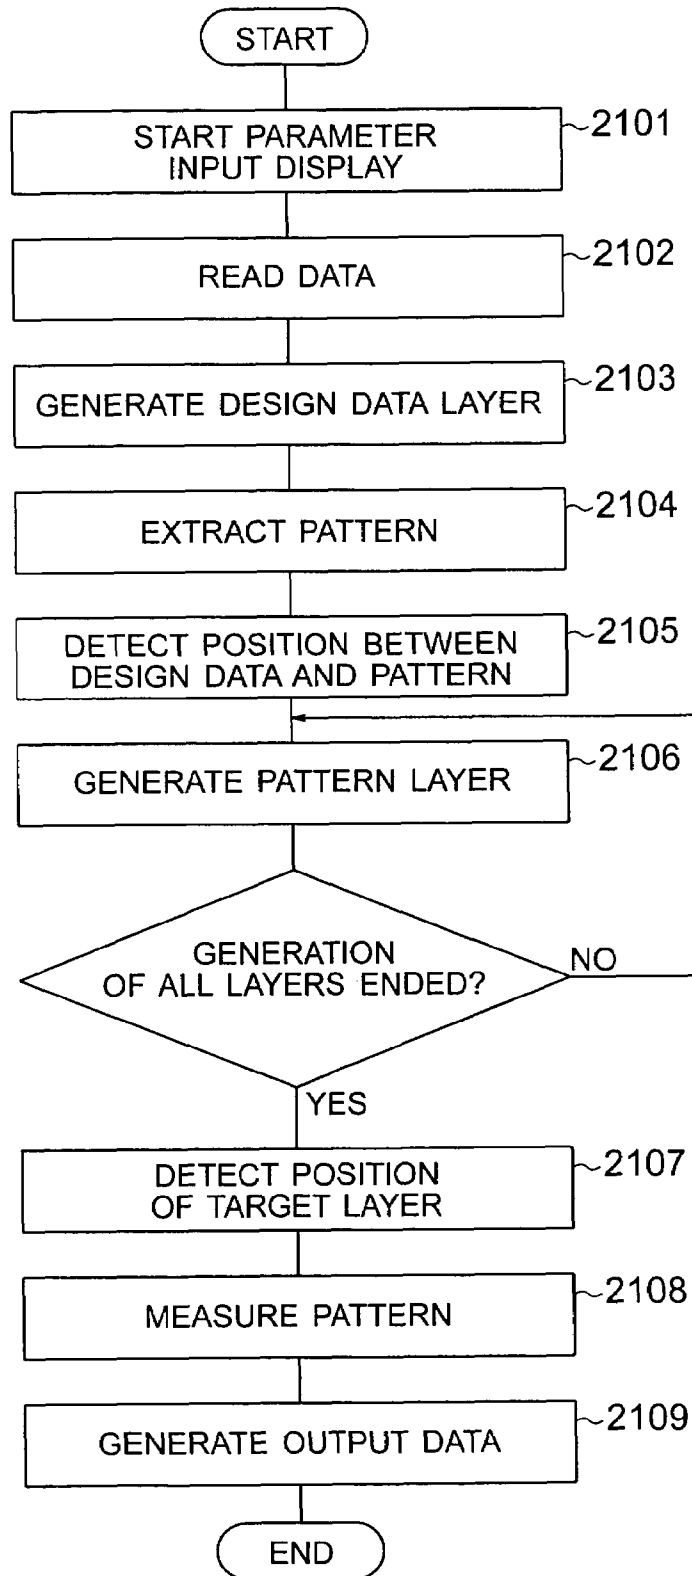 START
START PARAMETER
INPUT DISPLAY
2101
READ DATA
2102
GENERATE DESIGN DATA LAYER
2103
EXTRACT PATTERN
2104
DETECT POSITION BETWEEN
DESIGN DATA AND PATTERN
2105
GENERATE PATTERN LAYER
2106
GENERATION
OF ALL LAYERS ENDED?
NO
YES
DETECT POSITION
OF TARGET LAYER
2107
MEASURE PATTERN
2108
GENERATE OUTPUT DATA
2109
END